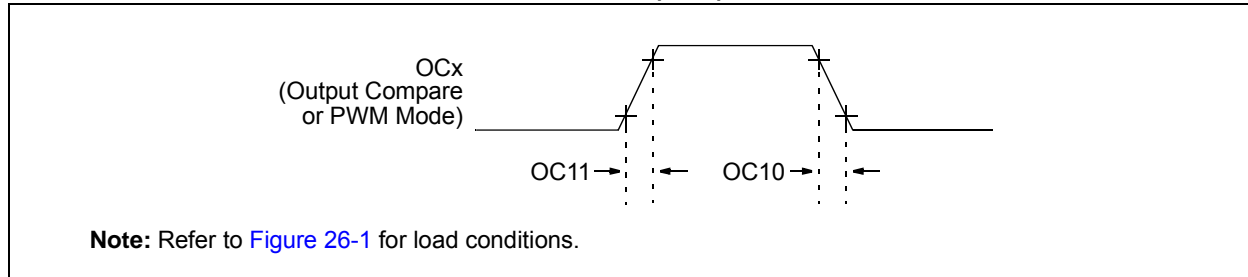 OCx
(Output Compare
or PWM Mode)
OC11
OC10
Note: Refer to Figure 26-1 for load conditions.